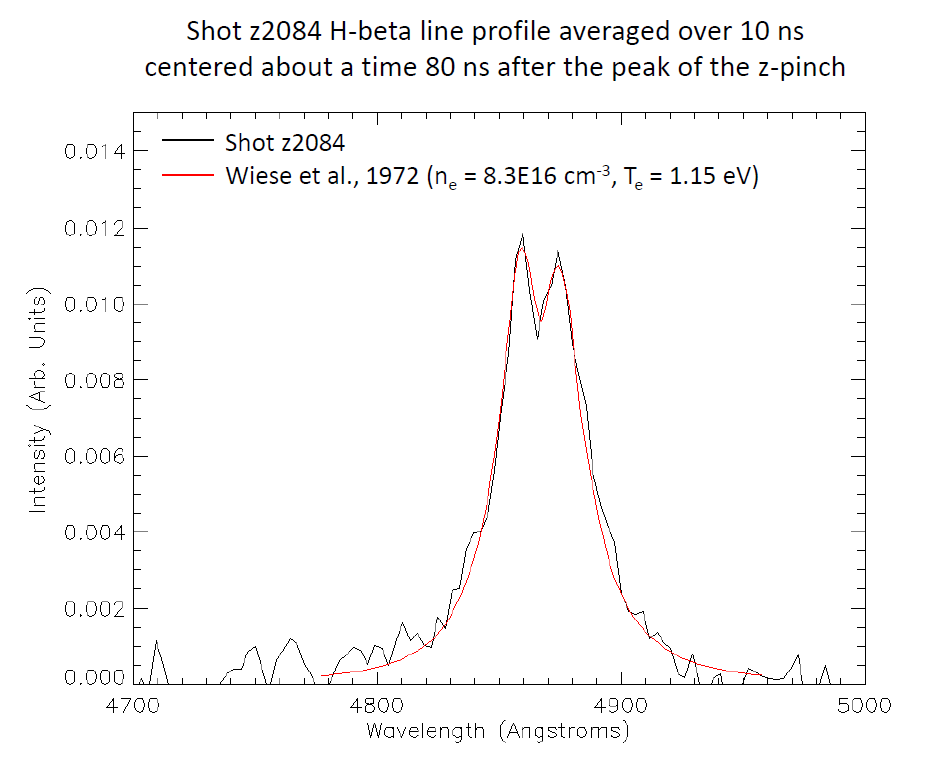 Shot z2084 H-beta line profile averaged over 10 ns
centered about a time 80 ns after the peak of the z-pinch
Shot z2084
Wiese et al., 1972 (nₑ = 8.3E16 cm⁻³, Tₑ = 1.15 eV)
0.014
0.012
0.010
0.008
0.006
0.004
0.002
0.000
Intensity (Arb. Units)
4700 4800 4900 5000
Wavelength (Angstroms)